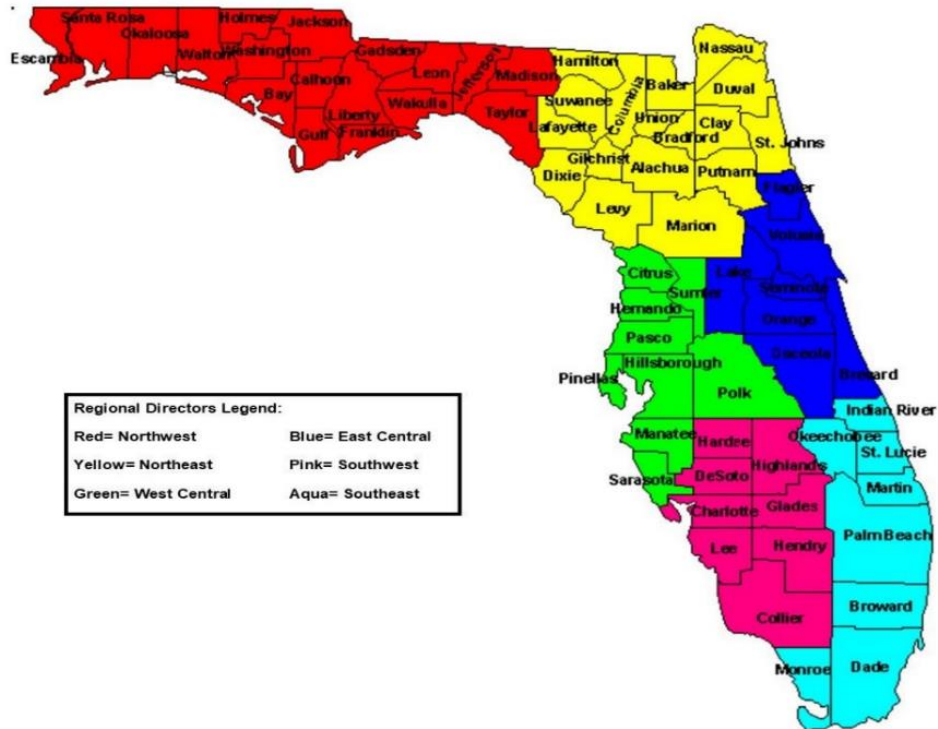 Santa Rosa
Holmes
Jackson
Okaloosa
Escambia
Walton
Washington
Gadsden
Calhoun
Leon
Jefferson
Madison
Bay
Liberty
Wakulla
Taylor
Gulf
Franklin
Hamilton
Nassau
Baker
Duval
Suwanee
Columbia
Union
Clay
Lafayette
Bradford
St. Johns
Gilchrist
Alachua
Putnam
Dixie
Levy
Marion
Flagler
Volusia
Citrus
Lake
Sumter
Seminole
Hernando
Orange
Pasco
Osceola
Hillsborough
Pinellas
Polk
Brevard
Indian River
Manatee
Hardee
Okeechobee
St. Lucie
Sarasota
DeSoto
Highlands
Martin
Charlotte
Glades
Palm Beach
Lee
Hendry
Collier
Broward
Monroe
Dade
Regional Directors Legend:
Red= Northwest
Blue= East Central
Yellow= Northeast
Pink= Southwest
Green= West Central
Aqua= Southeast